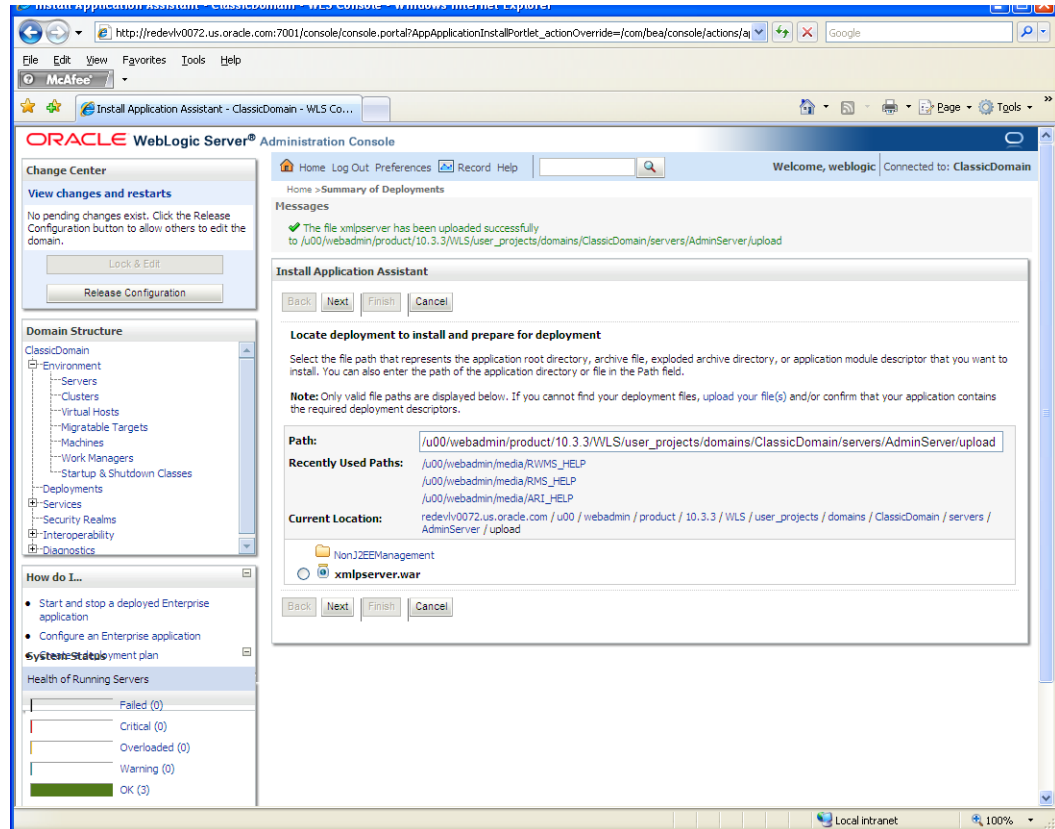 Install Application Assistant - ClassicDomain - WLS Console - Windows Internet Explorer
http://redevlv0072.us.oracle.com:7001/console/console.portal?AppApplicationInstallPortlet_actionOverride=/com/bea/console/actions/a
Google
File Edit View Favorites Tools Help
McAfee
Install Application Assistant - ClassicDomain - WLS Co...
Page Tools
ORACLE WebLogic Server® Administration Console
Change Center
View changes and restarts
No pending changes exist. Click the Release
Configuration button to allow others to edit the
domain.
Lock & Edit
Release Configuration
Domain Structure
ClassicDomain
Environment
Servers
Clusters
Virtual Hosts
Migratable Targets
Machines
Work Managers
Startup & Shutdown Classes
Deployments
Services
Security Realms
Interoperability
Diagnostics
How do I...
Start and stop a deployed Enterprise
application
Configure an Enterprise application
Create a deployment plan
System Status
Health of Running Servers
Failed (0)
Critical (0)
Overloaded (0)
Warning (0)
OK (3)
Home Log Out Preferences Record Help
Welcome, weblogic Connected to: ClassicDomain
Home >Summary of Deployments
Messages
The file xmlpserver has been uploaded successfully
to /u00/webadmin/product/10.3.3/WLS/user_projects/domains/ClassicDomain/servers/AdminServer/upload
Install Application Assistant
Back Next Finish Cancel
Locate deployment to install and prepare for deployment
Select the file path that represents the application root directory, archive file, exploded archive directory, or application module descriptor that you want to
install. You can also enter the path of the application directory or file in the Path field.
Note: Only valid file paths are displayed below. If you cannot find your deployment files, upload your file(s) and/or confirm that your application contains
the required deployment descriptors.
Path: /u00/webadmin/product/10.3.3/WLS/user_projects/domains/ClassicDomain/servers/AdminServer/upload
Recently Used Paths: /u00/webadmin/media/RWMS_HELP
/u00/webadmin/media/RMS_HELP
/u00/webadmin/media/ARI_HELP
Current Location: redevlv0072.us.oracle.com / u00 / webadmin / product / 10.3.3 / WLS / user_projects / domains / ClassicDomain / servers /
AdminServer / upload
NonJ2EEManagement
xmlpserver.war
Back Next Finish Cancel
Local intranet 100%